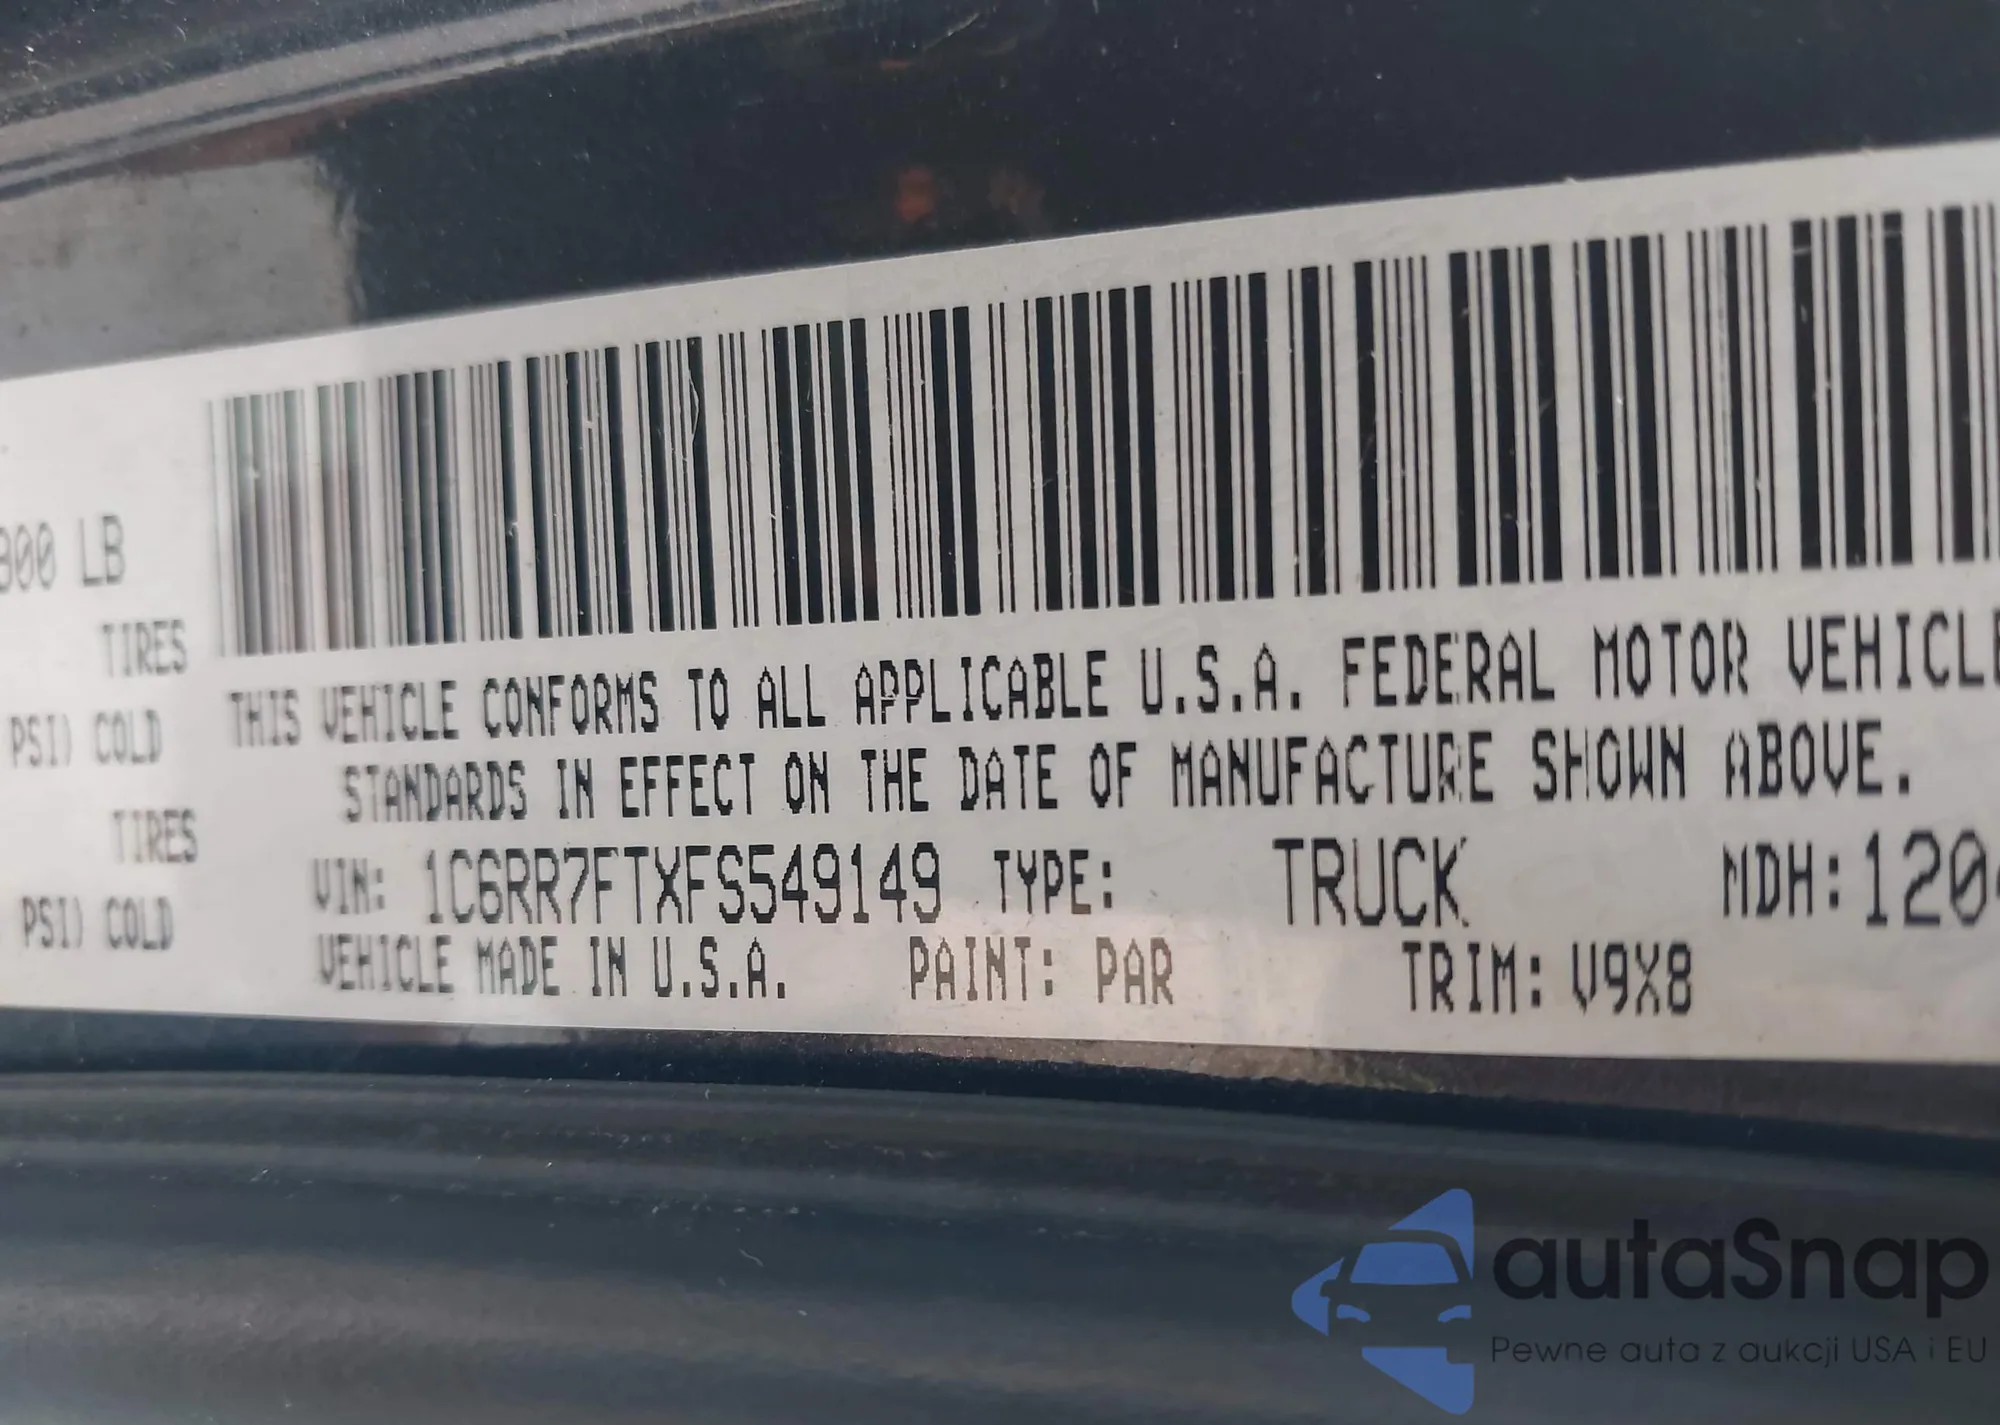 800 LB
TIRES
PSI) COLD
TIRES
PSI) COLD
THIS VEHICLE CONFORMS TO ALL APPLICABLE U.S.A. FEDERAL MOTOR VEHICLE
STANDARDS IN EFFECT ON THE DATE OF MANUFACTURE SHOWN ABOVE.
VIN: 1C6RR7FTXFS549149 TYPE: TRUCK MDH: 120
VEHICLE MADE IN U.S.A. PAINT: PAR TRIM: V9X8
autaSnap
Pewne auta z aukcji USA i EU